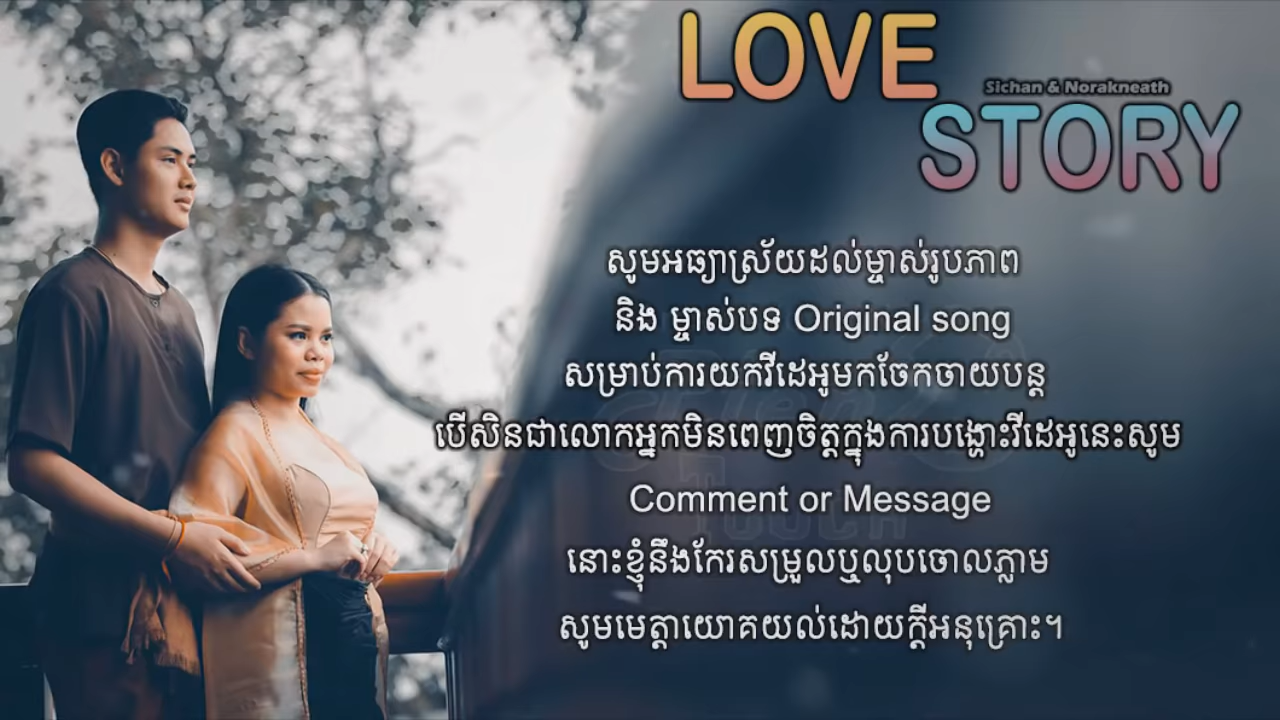 LOVE
Sichan & Norakneath
STORY
សូមអធ្យាស្រ័យដល់ម្ចាស់រូបភាព
និង ម្ចាស់បទ Original song
សម្រាប់ការយកវីដេអូមកចែកចាយបន្ត
បើសិនជាលោកអ្នកមិនពេញចិត្តក្នុងការបង្ហោះវីដេអូនេះសូម
Comment or Message
នោះខ្ញុំនឹងកែរសម្រួលឬលុបចោលភ្លាម
សូមមេត្តាយោគយល់ដោយក្ដីអនុគ្រោះ។